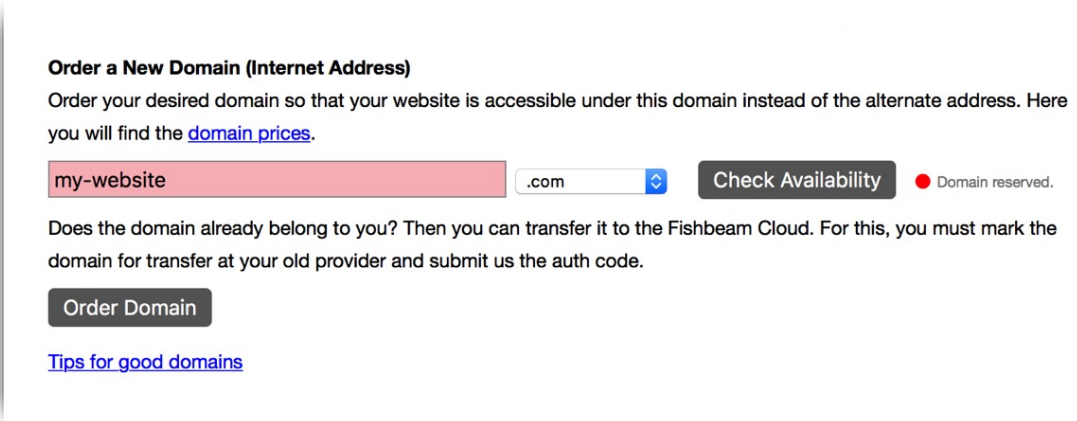 Order a New Domain (Internet Address)
Order your desired domain so that your website is accessible under this domain instead of the alternate address. Here
you will find the domain prices.
my-website .com Check Availability Domain reserved.
Does the domain already belong to you? Then you can transfer it to the Fishbeam Cloud. For this, you must mark the
domain for transfer at your old provider and submit us the auth code.
Order Domain
Tips for good domains